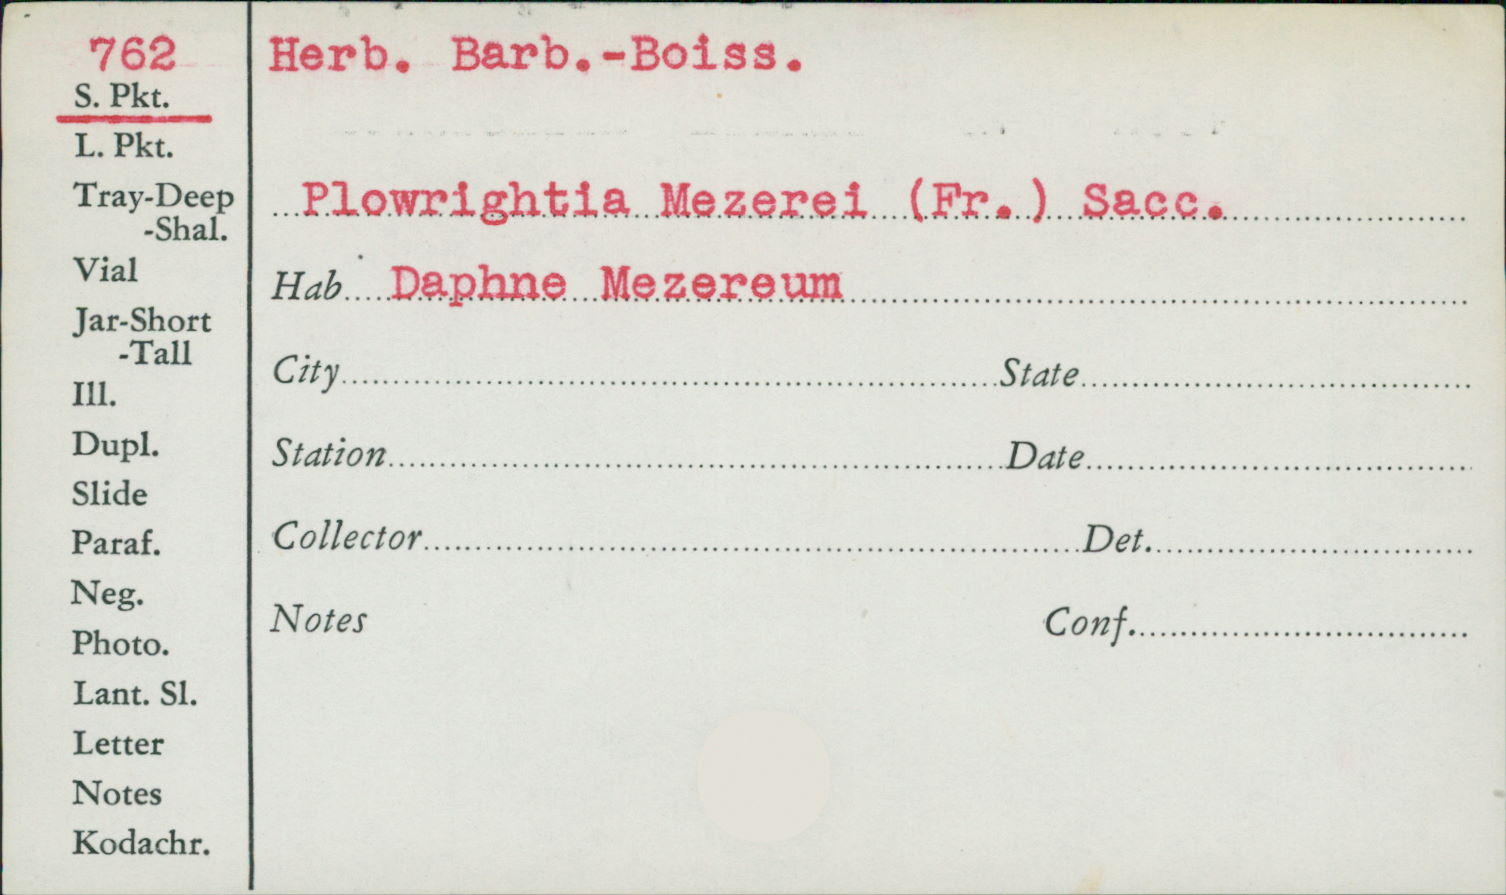 762
S. Pkt.
L. Pkt.
Tray-Deep
-Shal.
Vial
Jar-Short
-Tall
Ill.
Dupl.
Slide
Paraf.
Neg.
Photo.
Lant. Sl.
Letter
Notes
Kodachr.
Herb. Barb.-Boiss.
Plowrightia Mezerei (Fr.) Sacc.
Hab Daphne Mezereum
City State
Station Date
Collector Det.
Notes Conf.